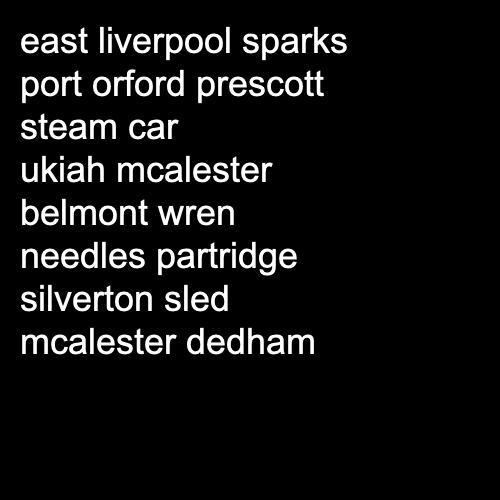 east liverpool sparks
port orford prescott
steam car
ukiah mcalester
belmont wren
needles partridge
silverton sled
mcalester dedham